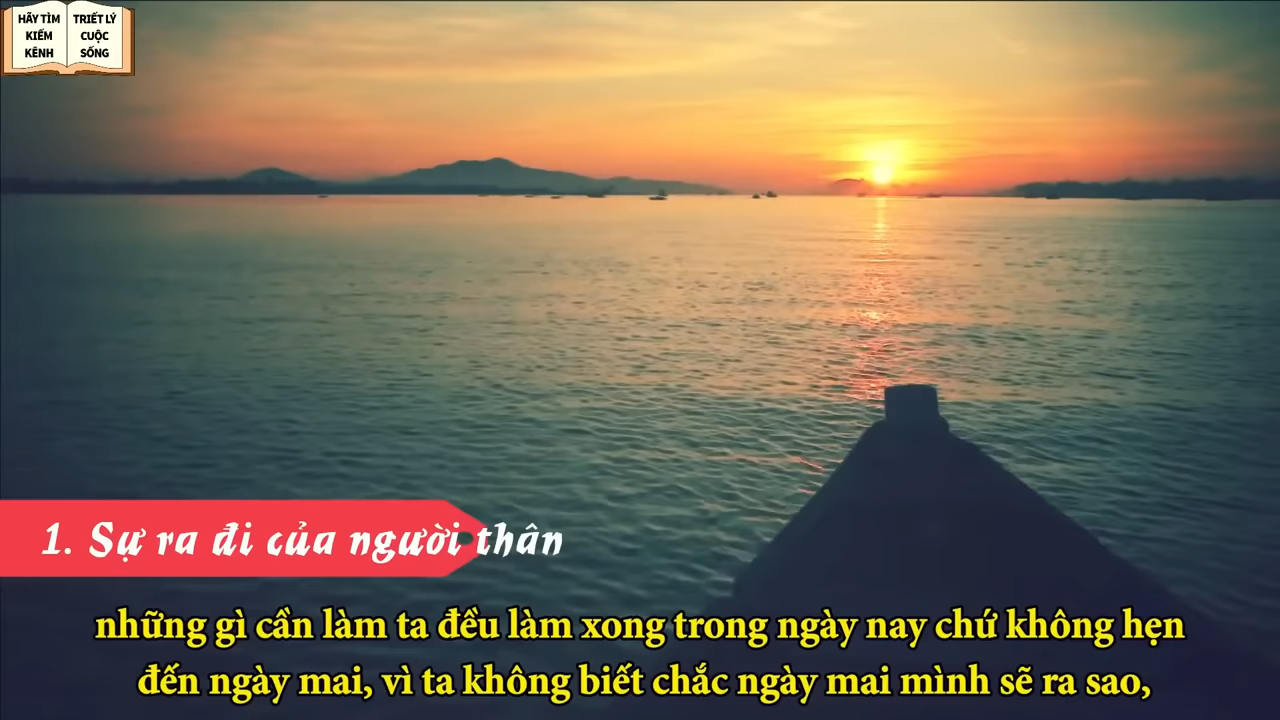 HÃY TÌM
KIẾM
KÊNH
TRIẾT LÝ
CUỘC
SỐNG
1. Sự ra đi của người thân
những gì cần làm ta đều làm xong trong ngày nay chứ không hẹn
đến ngày mai, vì ta không biết chắc ngày mai mình sẽ ra sao,